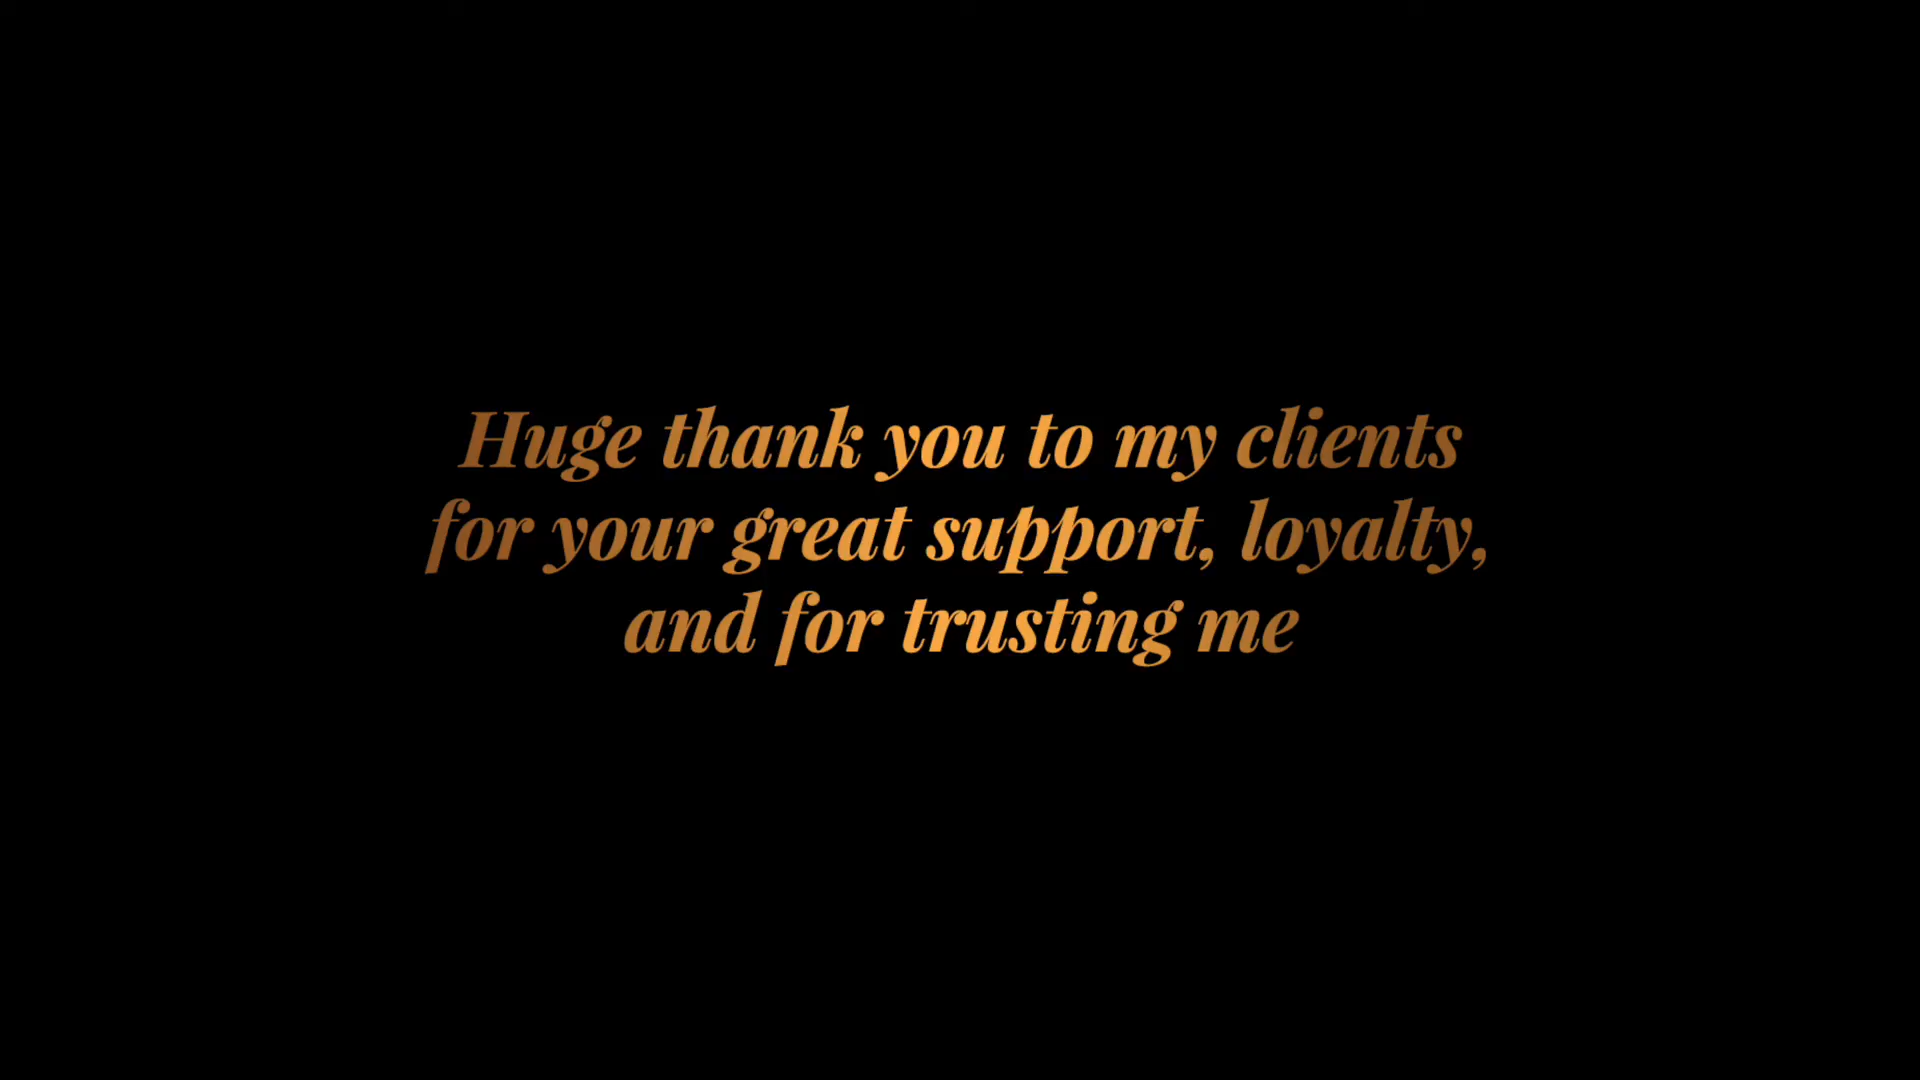 Huge thank you to my clients
for your great support, loyalty,
and for trusting me